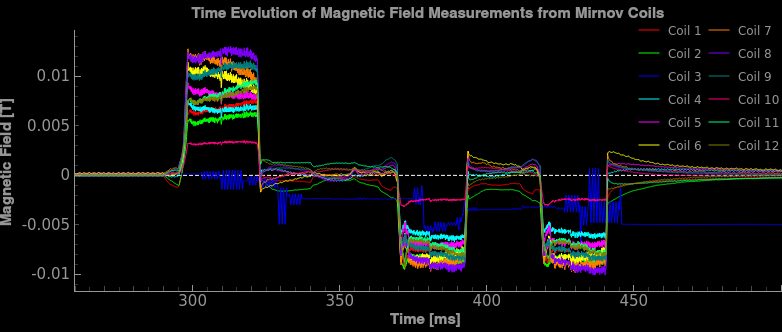 Time Evolution of Magnetic Field Measurements from Mirnov Coils
Coil 1 Coil 7
Coil 2 Coil 8
Coil 3 Coil 9
Coil 4 Coil 10
Coil 5 Coil 11
Coil 6 Coil 12
Magnetic Field [T]
0.01
0.005
0
-0.005
-0.01
300 350 400 450
Time [ms]